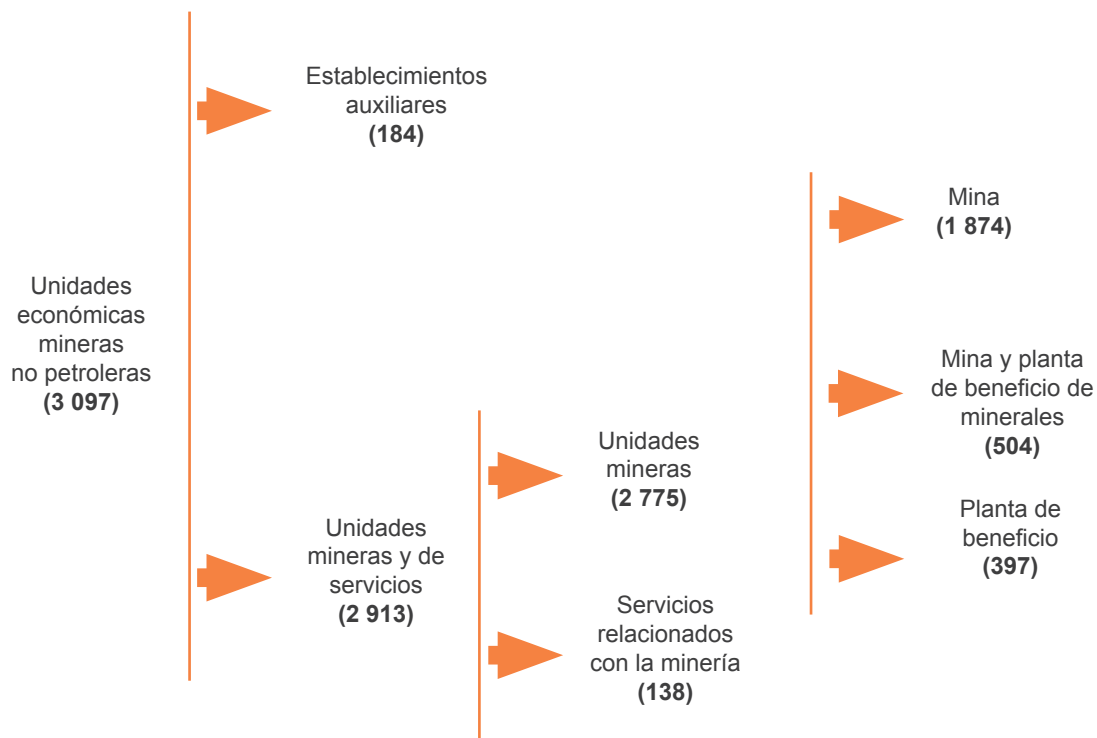 Unidades
económicas
mineras
no petroleras
(3 097)
Establecimientos
auxiliares
(184)
Unidades
mineras y de
servicios
(2 913)
Unidades
mineras
(2 775)
Servicios
relacionados
con la minería
(138)
Mina
(1 874)
Mina y planta
de beneficio de
minerales
(504)
Planta de
beneficio
(397)